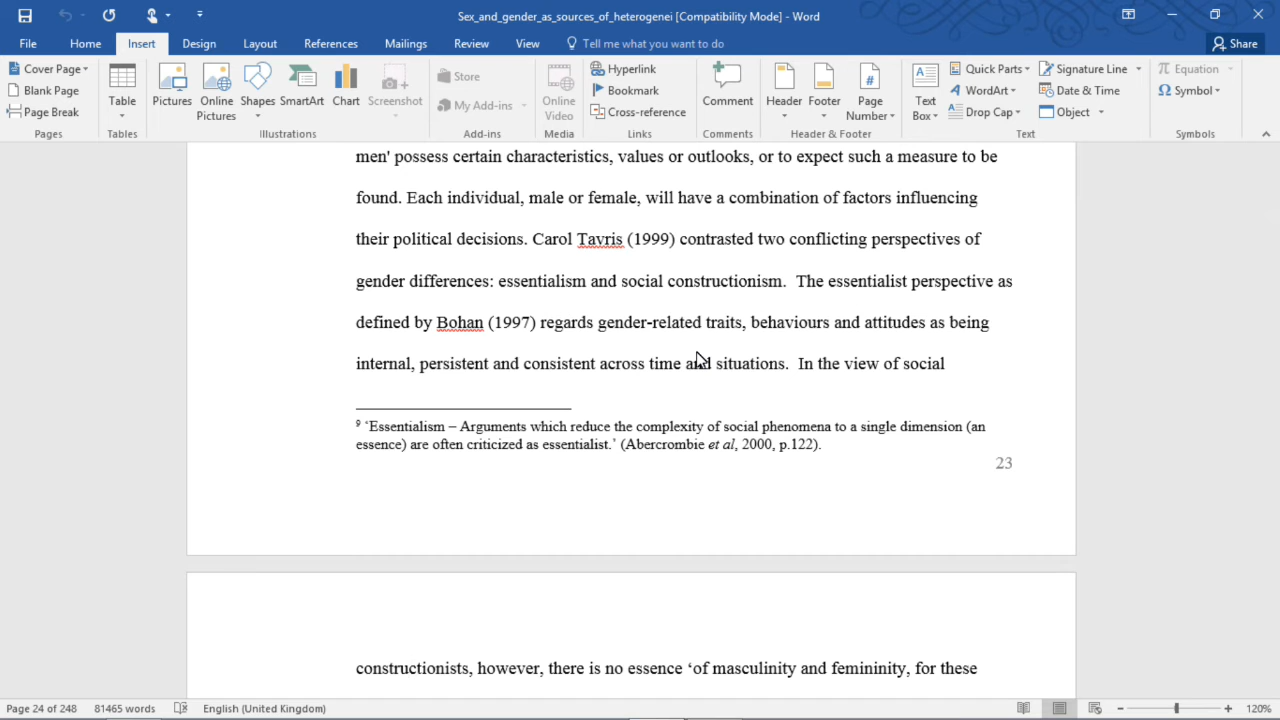 Sex_and_gender_as_sources_of_heterogenei [Compatibility Mode] - Word
File Home Insert Design Layout References Mailings Review View Tell me what you want to do Share
Cover Page
Blank Page
Page Break
Pages
Table
Tables
Pictures
Online Pictures
Shapes
SmartArt
Chart
Screenshot
Illustrations
Store
My Add-ins
Add-ins
Online Video
Media
Hyperlink
Bookmark
Cross-reference
Links
Comment
Comments
Header
Footer
Page Number
Header & Footer
Text Box
Quick Parts
WordArt
Drop Cap
Signature Line
Date & Time
Object
Text
Equation
Symbol
Symbols
men' possess certain characteristics, values or outlooks, or to expect such a measure to be
found. Each individual, male or female, will have a combination of factors influencing
their political decisions. Carol Tavris (1999) contrasted two conflicting perspectives of
gender differences: essentialism and social constructionism.  The essentialist perspective as
defined by Bohan (1997) regards gender-related traits, behaviours and attitudes as being
internal, persistent and consistent across time and situations.  In the view of social
9 ‘Essentialism – Arguments which reduce the complexity of social phenomena to a single dimension (an
essence) are often criticized as essentialist.’ (Abercrombie et al, 2000, p.122).
23
constructionists, however, there is no essence ‘of masculinity and femininity, for these
Page 24 of 248 81465 words English (United Kingdom) 120%